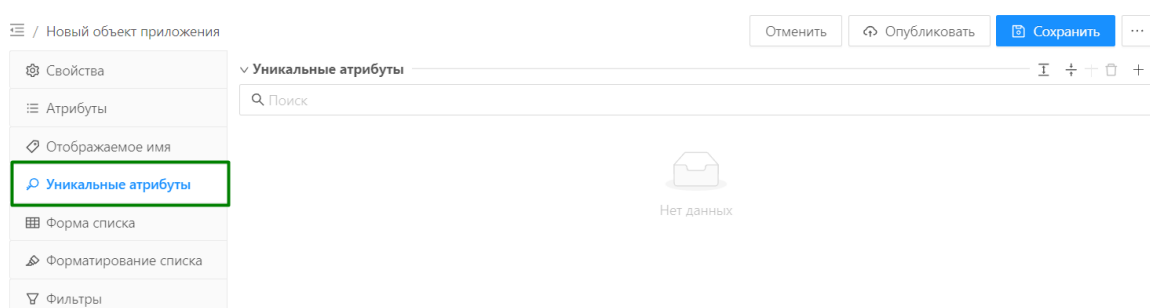 / Новый объект приложения
Отменить
Опубликовать
Сохранить
Свойства
Уникальные атрибуты
Атрибуты
Поиск
Отображаемое имя
Уникальные атрибуты
Нет данных
Форма списка
Форматирование списка
Фильтры